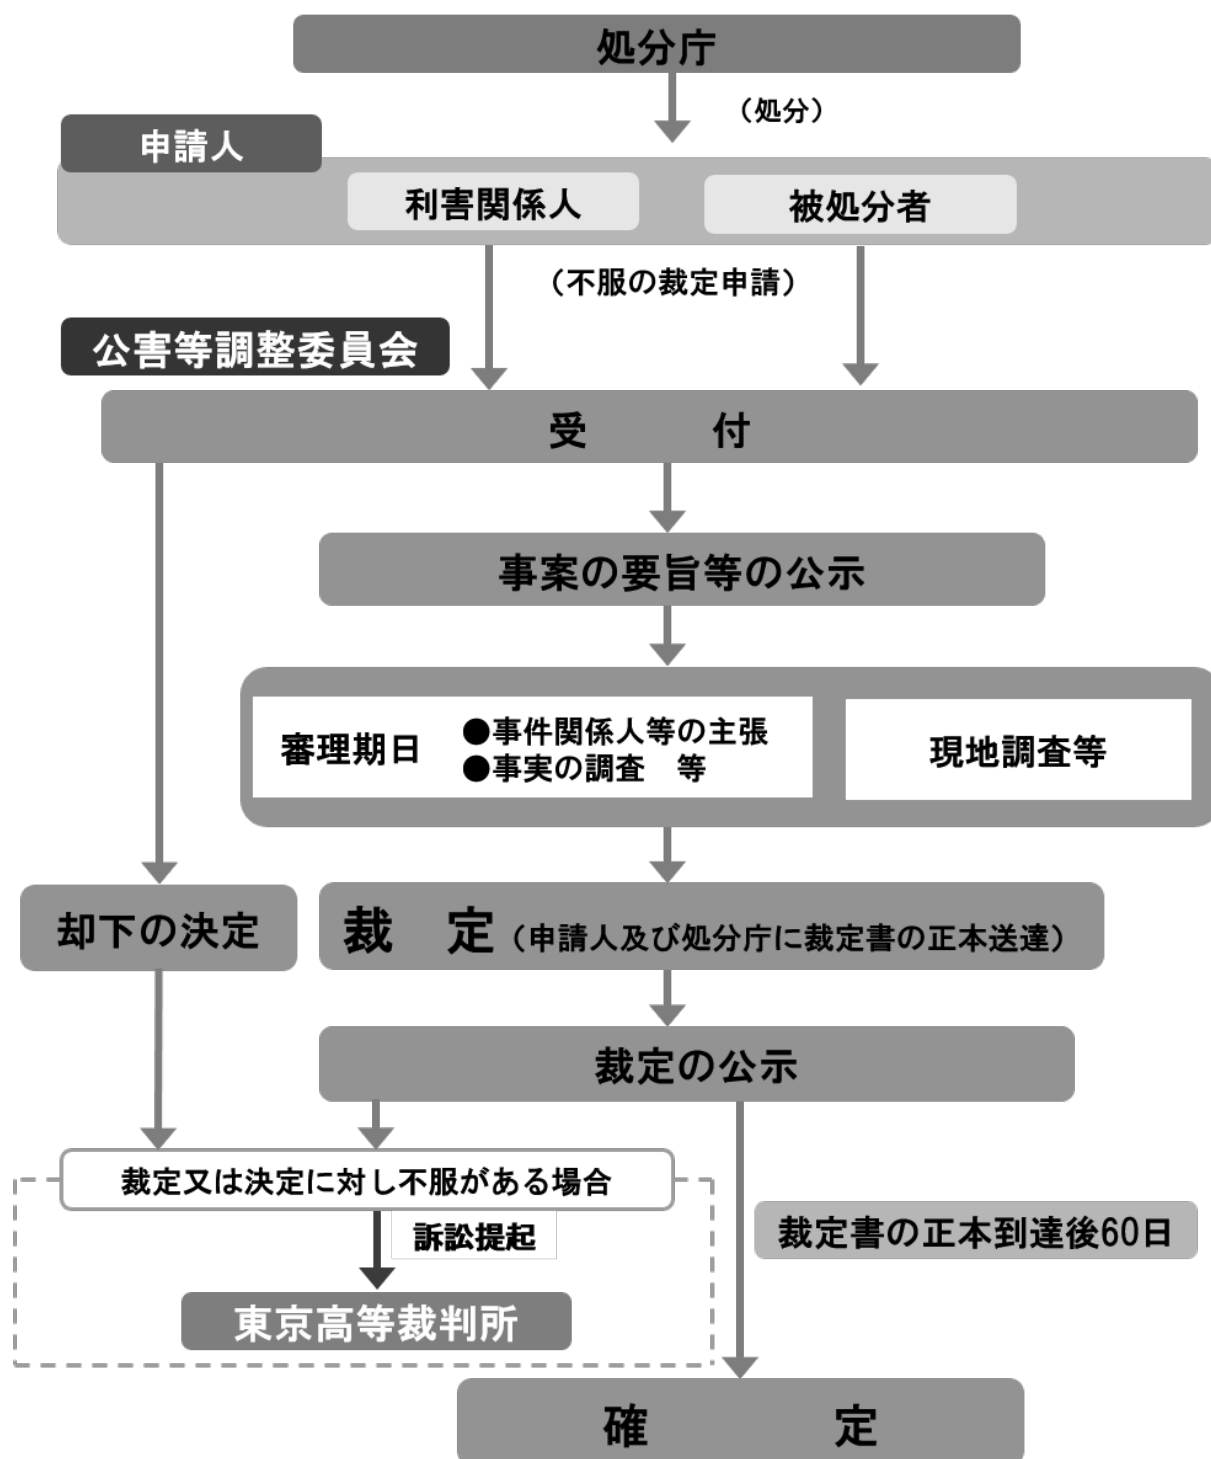 処分庁
（処分）
申請人
利害関係人
被処分者
（不服の裁定申請）
公害等調整委員会
受　付
事案の要旨等の公示
審理期日
●事件関係人等の主張
●事実の調査　等
現地調査等
却下の決定
裁　定（申請人及び処分庁に裁定書の正本送達）
裁定の公示
裁定又は決定に対し不服がある場合
訴訟提起
裁定書の正本到達後60日
東京高等裁判所
確　定